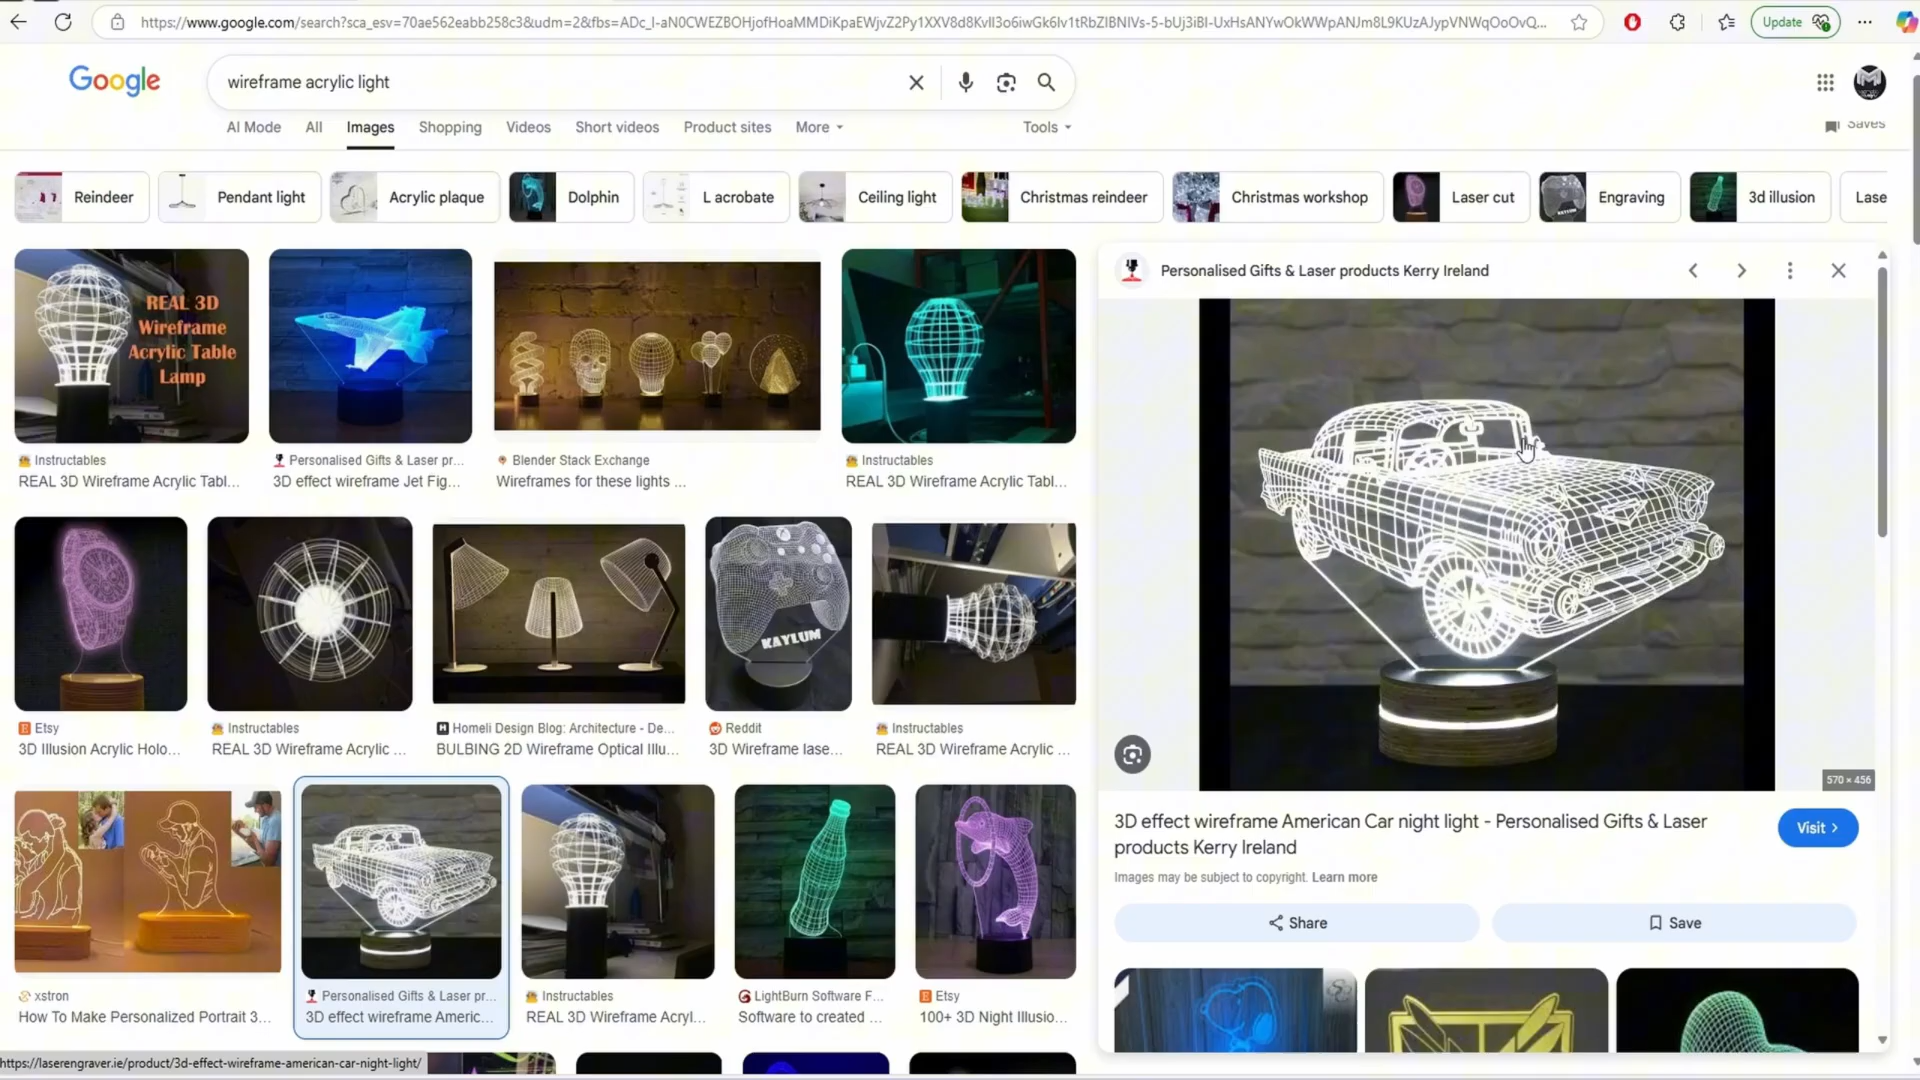 https://www.google.com/search?sca_esv=70ae562eabb258c3&udm=2&fbs=ADc_l-aN0CWEZBOHjofHoaMMDiKpaEWjvZ2Py1XXV8d8KvlI3o6iwGk6Iv1tRbZIBNIVs-5-bUj3iBI-UxHsANYwOkWWpANJm8L9KUzAJypVNWqOoOvQ...
Update
Google
wireframe acrylic light
AI Mode
All
Images
Shopping
Videos
Short videos
Product sites
More
Tools
Saves
Reindeer
Pendant light
Acrylic plaque
Dolphin
L acrobate
Ceiling light
Christmas reindeer
Christmas workshop
Laser cut
Engraving
3d illusion
Lase
REAL 3D
Wireframe
Acrylic Table
Lamp
Instructables
REAL 3D Wireframe Acrylic Tabl...
Personalised Gifts & Laser pr...
3D effect wireframe Jet Fig...
Blender Stack Exchange
Wireframes for these lights ...
Instructables
REAL 3D Wireframe Acrylic Tabl...
KAYLUM
Etsy
3D Illusion Acrylic Holo...
Instructables
REAL 3D Wireframe Acrylic ...
Homeli Design Blog: Architecture - De...
BULBING 2D Wireframe Optical Illu...
Reddit
3D Wireframe lase...
Instructables
REAL 3D Wireframe Acrylic ...
xstron
How To Make Personalized Portrait 3...
Personalised Gifts & Laser pr...
3D effect wireframe Americ...
Instructables
REAL 3D Wireframe Acryl...
LightBurn Software F...
Software to created ...
Etsy
100+ 3D Night Illusio...
Personalised Gifts & Laser products Kerry Ireland
570 × 456
3D effect wireframe American Car night light - Personalised Gifts & Laser
products Kerry Ireland
Visit
Images may be subject to copyright. Learn more
Share
Save
https://laserengraver.ie/product/3d-effect-wireframe-american-car-night-light/